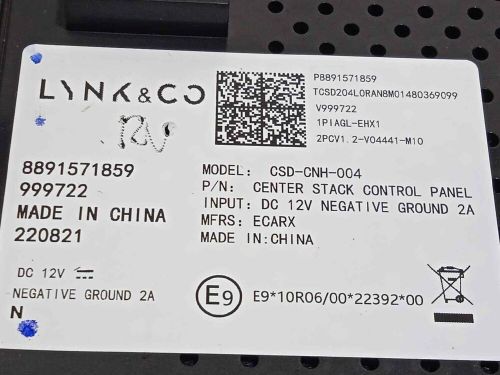 LYNK&CO
12V
P8891571859
TCSD204L0RAN8M01480369099
V999722
1PIAGL-EHX1
2PCV1.2-V04441-M10
8891571859
999722
MADE IN CHINA
220821
MODEL: CSD-CNH-004
P/N: CENTER STACK CONTROL PANEL
INPUT: DC 12V NEGATIVE GROUND 2A
MFRS: ECARX
MADE IN:CHINA
DC 12V
NEGATIVE GROUND 2A
N
E9 E9*10R06/00*22392*00